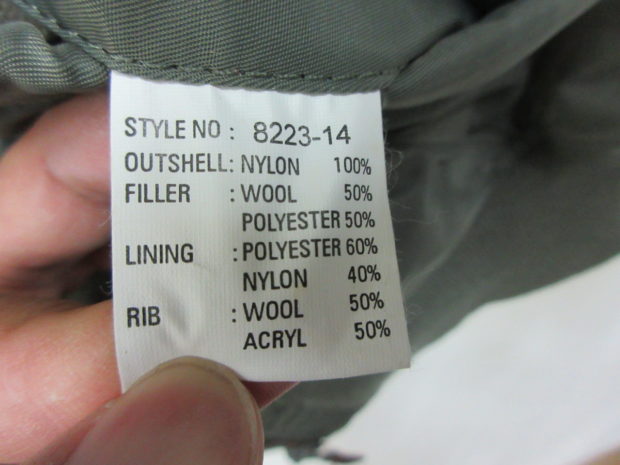 STYLE NO : 8223-14
OUTSHELL: NYLON 100%
FILLER : WOOL 50%
POLYESTER 50%
LINING : POLYESTER 60%
NYLON 40%
RIB : WOOL 50%
ACRYL 50%